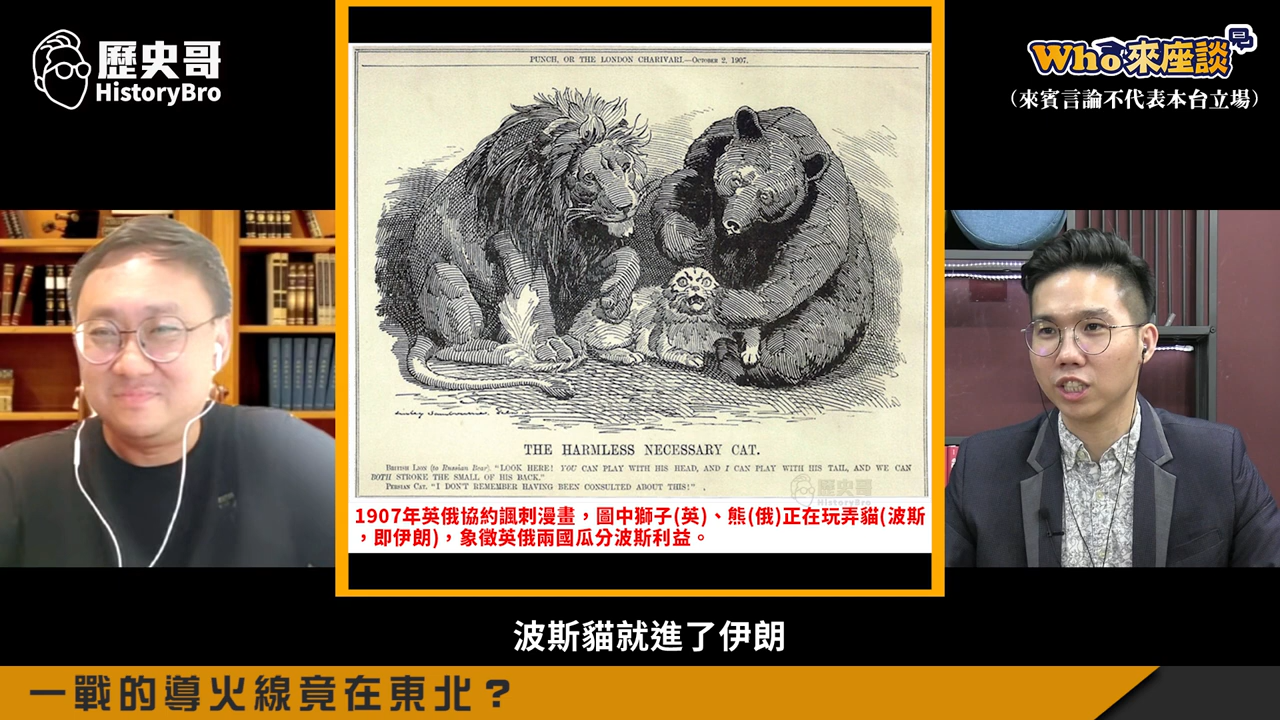 歷史哥
HistoryBro
Who來座談
（來賓言論不代表本台立場）
PUNCH, OR THE LONDON CHARIVARI.—October 2, 1907.
THE HARMLESS NECESSARY CAT.
British Lion (to Russian Bear). "LOOK HERE! YOU CAN PLAY WITH HIS HEAD, AND I CAN PLAY WITH HIS TAIL, AND WE CAN
BOTH STROKE THE SMALL OF HIS BACK."
Persian Cat. "I DON'T REMEMBER HAVING BEEN CONSULTED ABOUT THIS!"
歷史哥
HistoryBro
1907年英俄協約諷刺漫畫，圖中獅子(英)、熊(俄)正在玩弄貓(波斯
，即伊朗)，象徵英俄兩國瓜分波斯利益。
波斯貓就進了伊朗
一戰的導火線竟在東北？